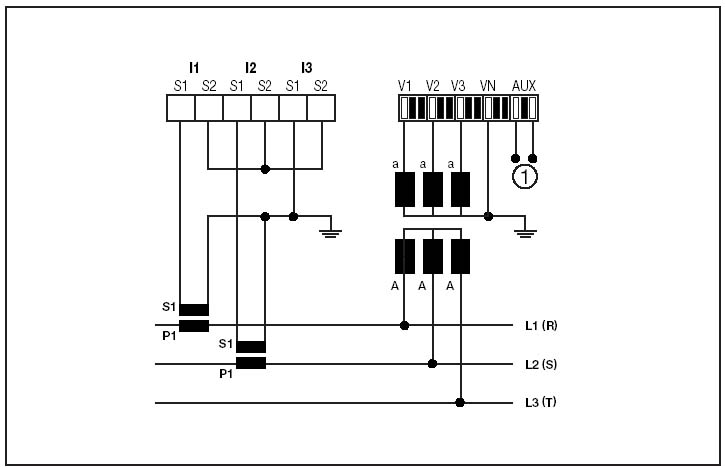 I1 I2 I3
S1 S2 S1 S2 S1 S2
V1 V2 V3 VN AUX
a a a
1
A A A
S1
P1
L1 (R)
S1
P1
L2 (S)
L3 (T)